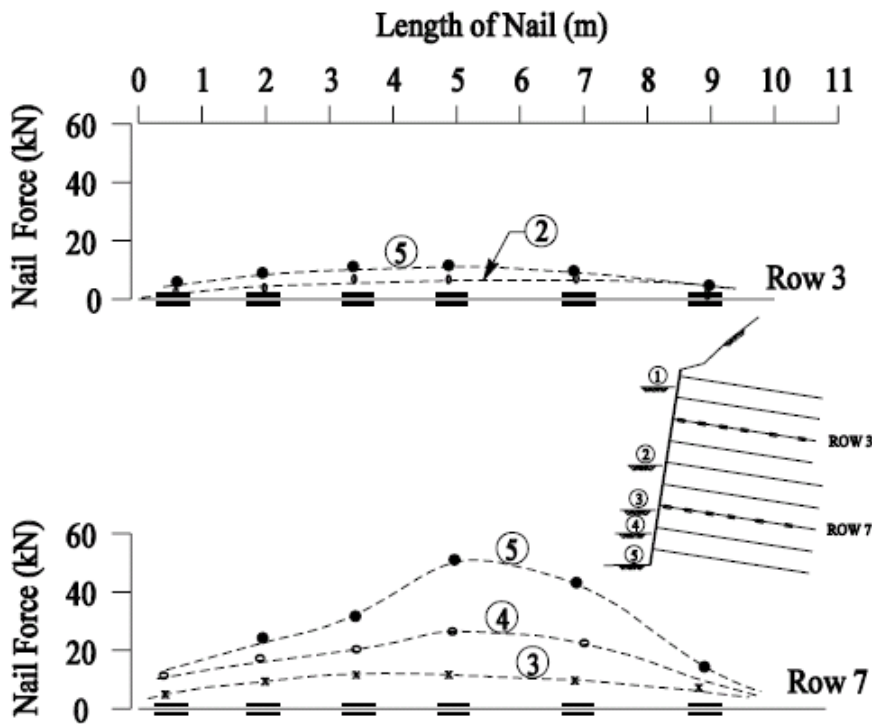 Length of Nail (m)
0 1 2 3 4 5 6 7 8 9 10 11
Nail Force (kN)
60
40
20
0
⑤
②
Row 3
①
②
③
④
⑤
ROW 3
ROW 7
Nail Force (kN)
60
40
20
0
⑤
④
③
Row 7